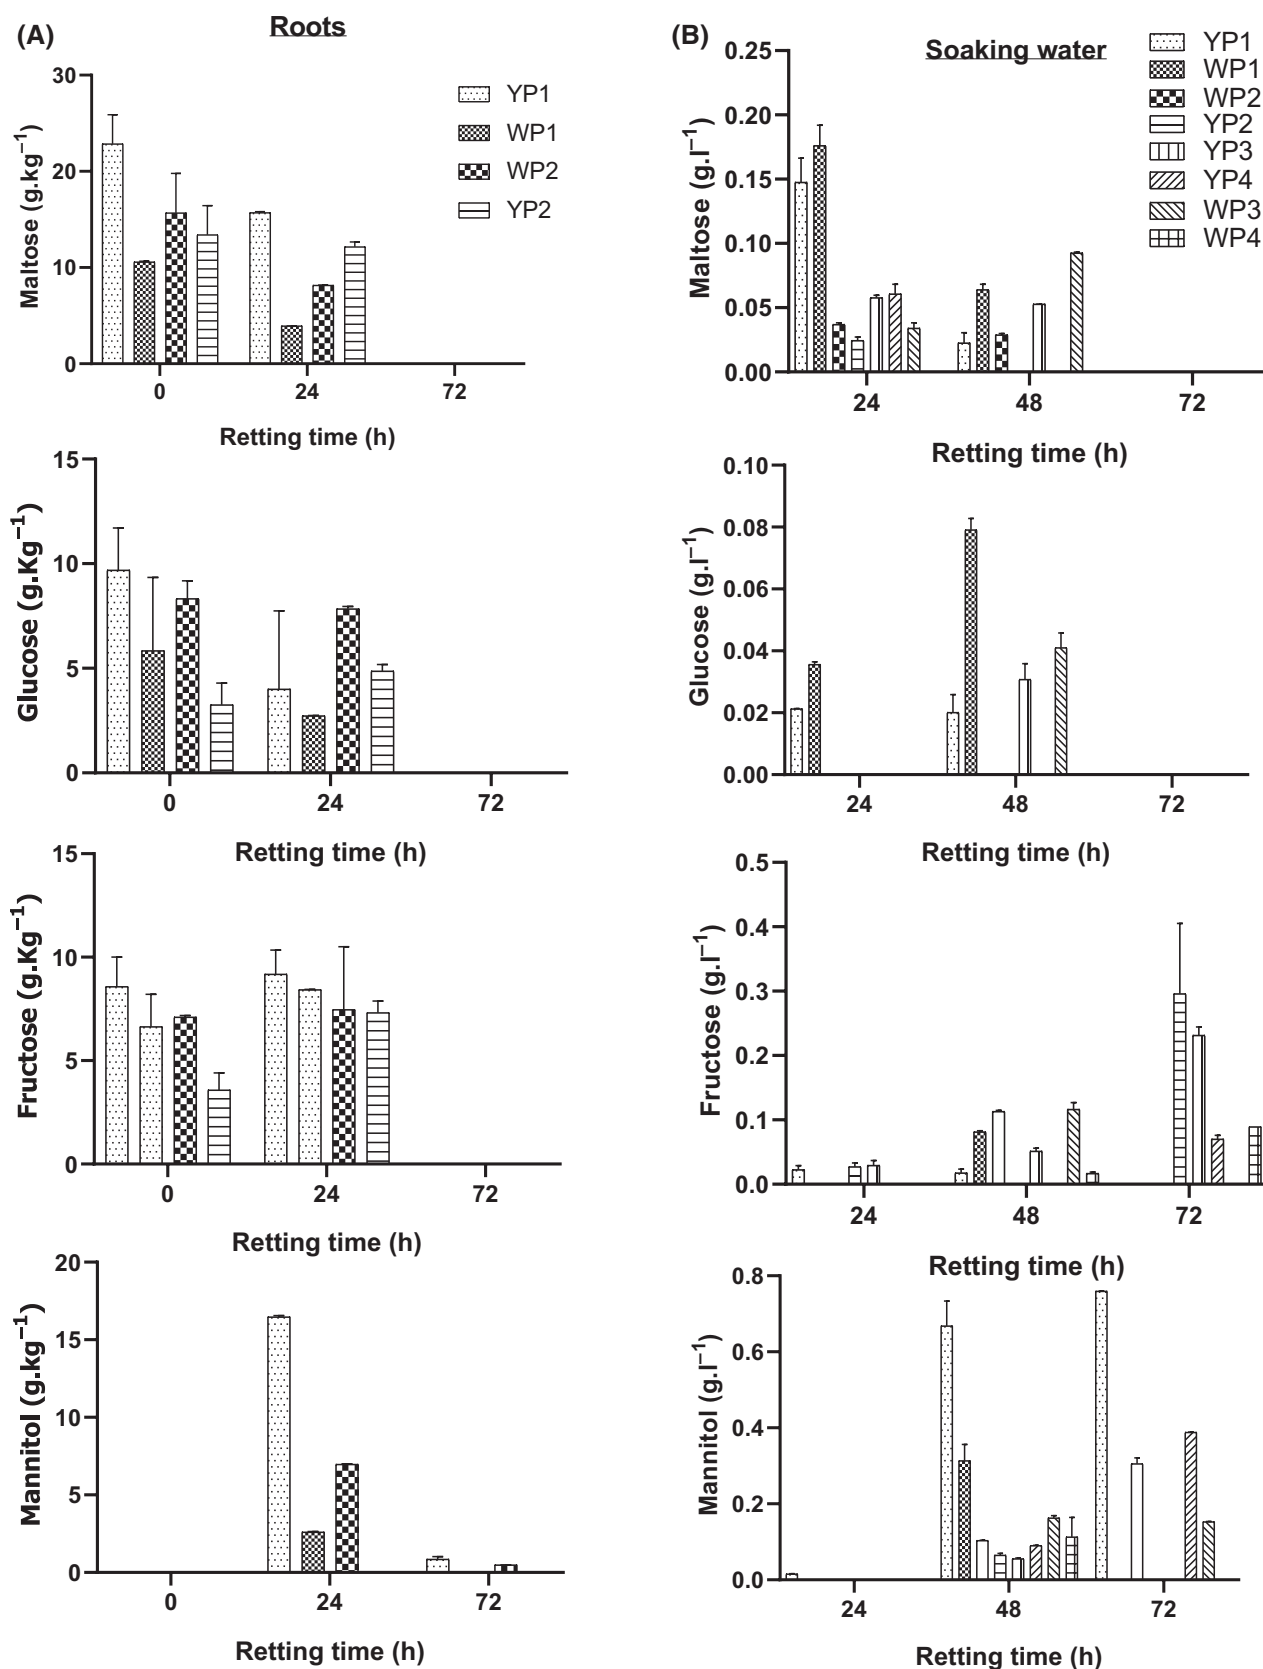 (A)
Roots
30
20
10
0
Maltose (g.kg⁻¹)
YP1
WP1
WP2
YP2
0 24 72
Retting time (h)
15
10
5
0
Glucose (g.Kg⁻¹)
0 24 72
Retting time (h)
15
10
5
0
Fructose (g.Kg⁻¹)
0 24 72
Retting time (h)
20
15
10
5
0
Mannitol (g.kg⁻¹)
0 24 72
Retting time (h)
(B)
Soaking water
0.25
0.20
0.15
0.10
0.05
0.00
Maltose (g.l⁻¹)
YP1
WP1
WP2
YP2
YP3
YP4
WP3
WP4
24 48 72
Retting time (h)
0.10
0.08
0.06
0.04
0.02
0.00
Glucose (g.l⁻¹)
24 48 72
Retting time (h)
0.5
0.4
0.3
0.2
0.1
0.0
Fructose (g.l⁻¹)
24 48 72
Retting time (h)
0.8
0.6
0.4
0.2
0.0
Mannitol (g.l⁻¹)
24 48 72
Retting time (h)